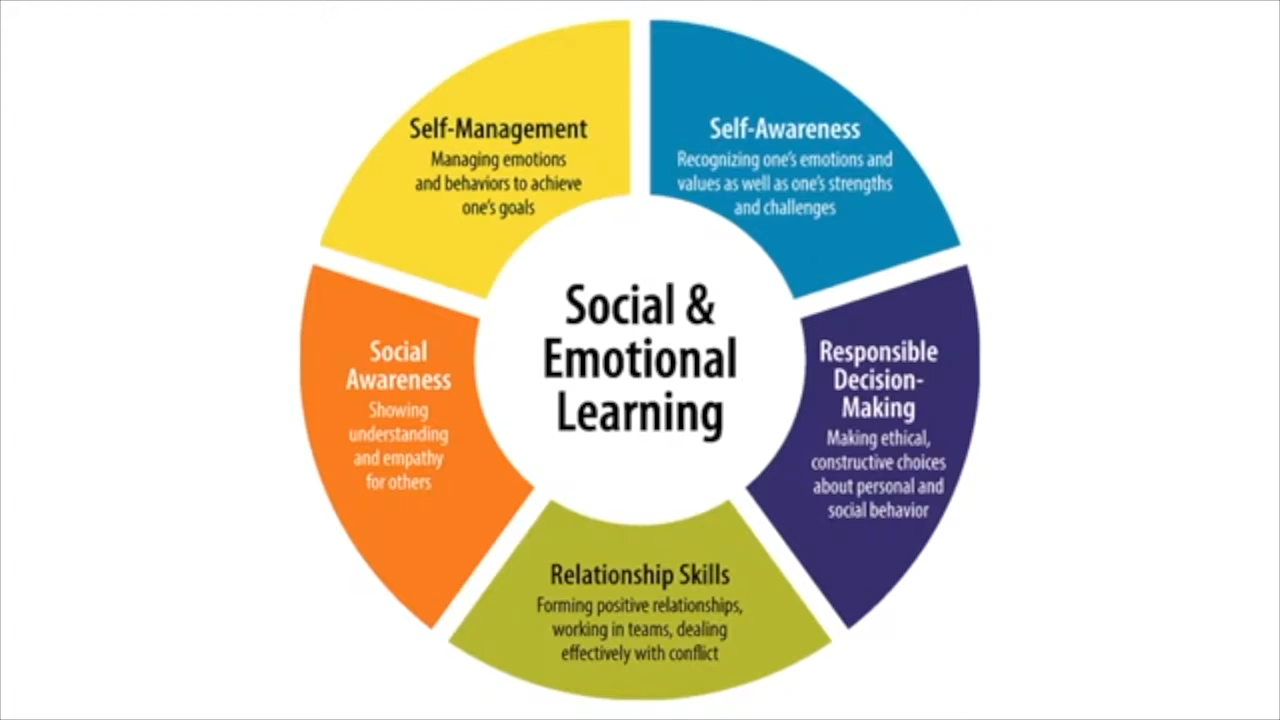 Self-Management
Managing emotions
and behaviors to achieve
one's goals
Self-Awareness
Recognizing one's emotions and
values as well as one's strengths
and challenges
Social &
Emotional
Learning
Social
Awareness
Showing
understanding
and empathy
for others
Responsible
Decision-
Making
Making ethical,
constructive choices
about personal and
social behavior
Relationship Skills
Forming positive relationships,
working in teams, dealing
effectively with conflict